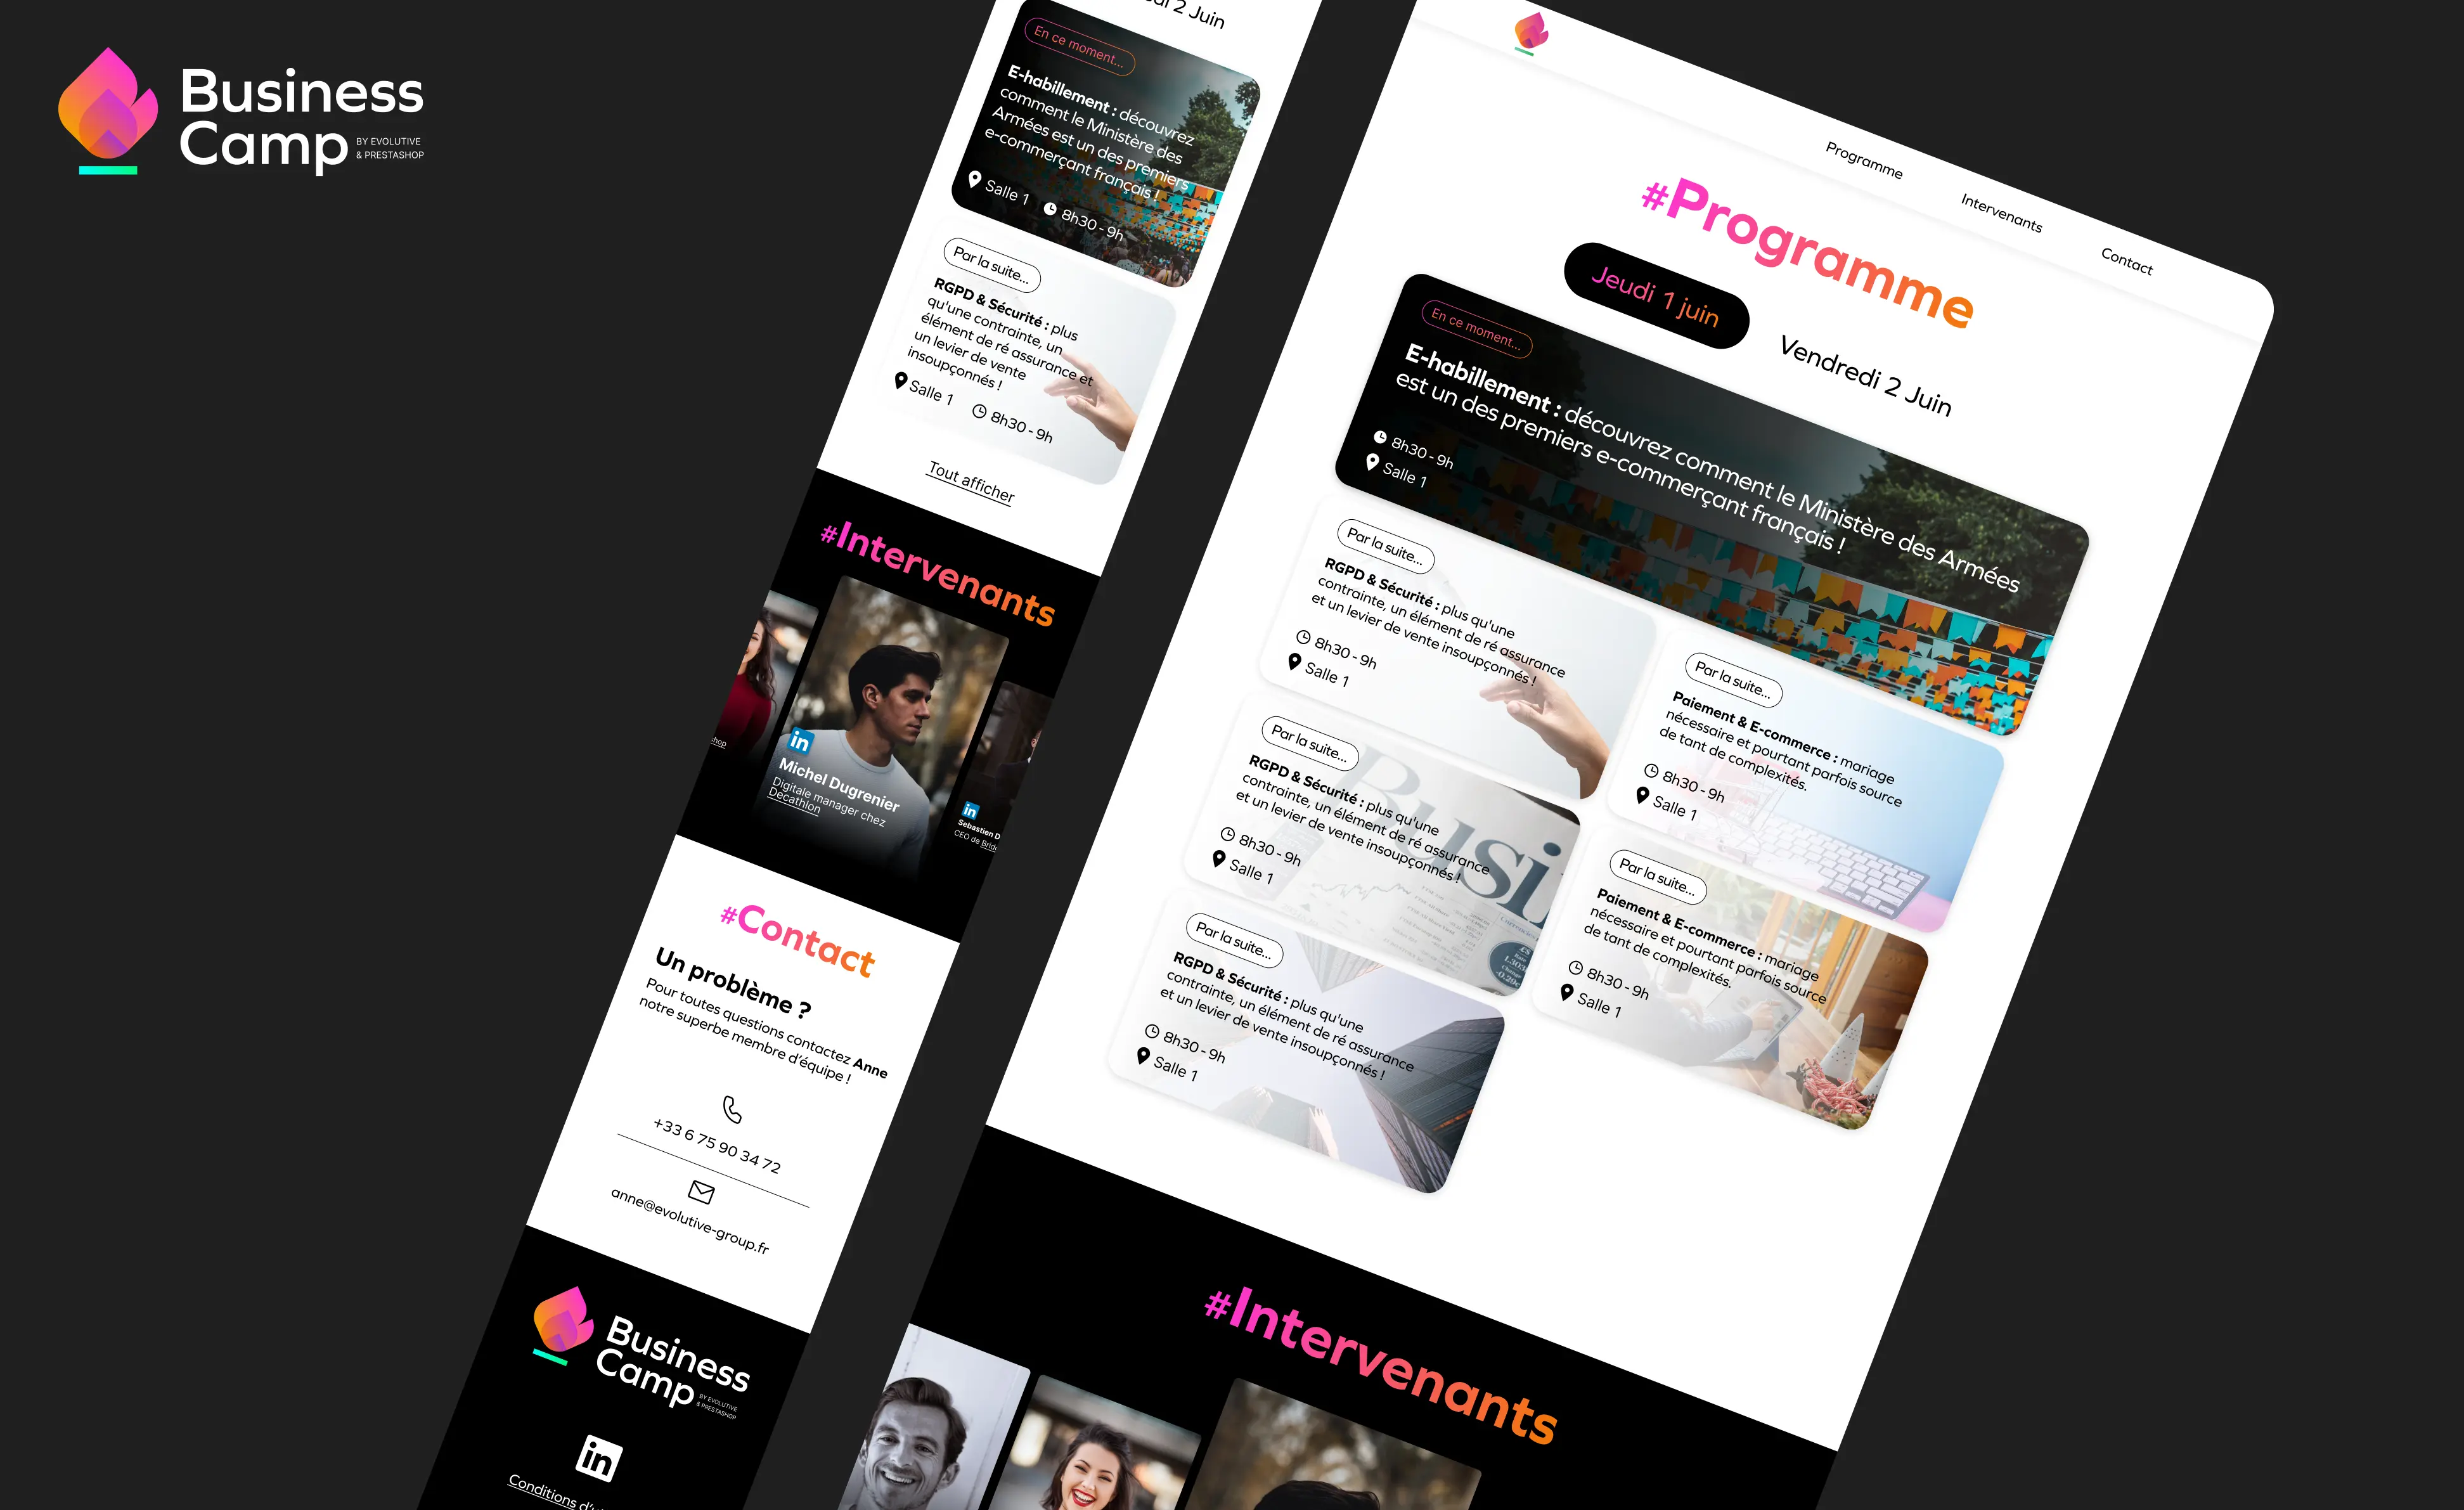 Business
Camp
BY EVOLUTIVE
& PRESTASHOP
2 Juin
En ce moment...
E-habillement : découvrez
comment le Ministère des
Armées est un des premiers
e-commerçant français !
Salle 1
8h30 - 9h
Par la suite...
RGPD & Sécurité : plus
qu'une contrainte, un
élément de ré assurance et
un levier de vente
insoupçonnés !
Salle 1
8h30 - 9h
Tout afficher
#Intervenants
Michel Dugrenier
Digitale manager chez
Decathlon
in
in
Sebastien D
CEO de
#Contact
Un problème ?
Pour toutes questions contactez Anne
notre superbe membre d'équipe !
+33 6 75 90 34 72
anne@evolutive-group.fr
Business
Camp
BY EVOLUTIVE
& PRESTASHOP
in
Conditions
Programme
Intervenants
Contact
#Programme
Jeudi 1 juin
Vendredi 2 Juin
En ce moment...
E-habillement : découvrez comment le Ministère des Armées
est un des premiers e-commerçant français !
8h30 - 9h
Salle 1
Par la suite...
RGPD & Sécurité : plus qu'une
contrainte, un élément de ré assurance
et un levier de vente insoupçonnés !
8h30 - 9h
Salle 1
Par la suite...
Paiement & E-commerce : mariage
nécessaire et pourtant parfois source
de tant de complexités.
8h30 - 9h
Salle 1
Par la suite...
RGPD & Sécurité : plus qu'une
contrainte, un élément de ré assurance
et un levier de vente insoupçonnés !
8h30 - 9h
Salle 1
Busi
Par la suite...
Paiement & E-commerce : mariage
nécessaire et pourtant parfois source
de tant de complexités.
8h30 - 9h
Salle 1
Par la suite...
RGPD & Sécurité : plus qu'une
contrainte, un élément de ré assurance
et un levier de vente insoupçonnés !
8h30 - 9h
Salle 1
#Intervenants